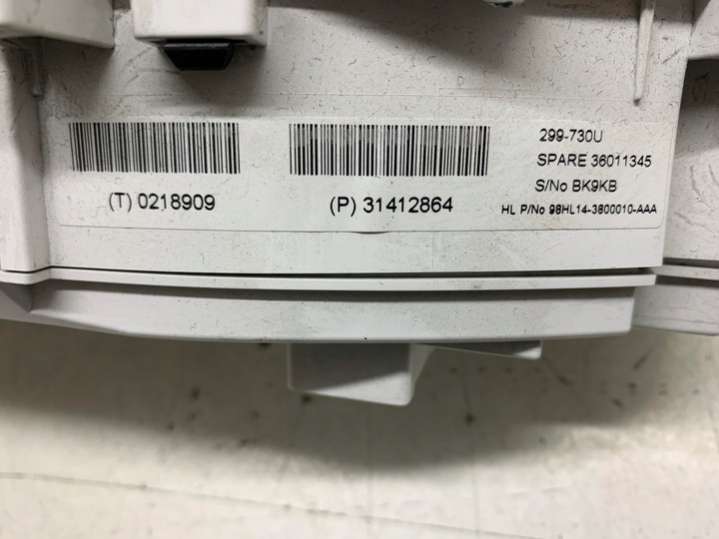 299-730U
SPARE 36011345
S/No BK9KB
HL P/No 98HL14-3800010-AAA
(T) 0218909
(P) 31412864